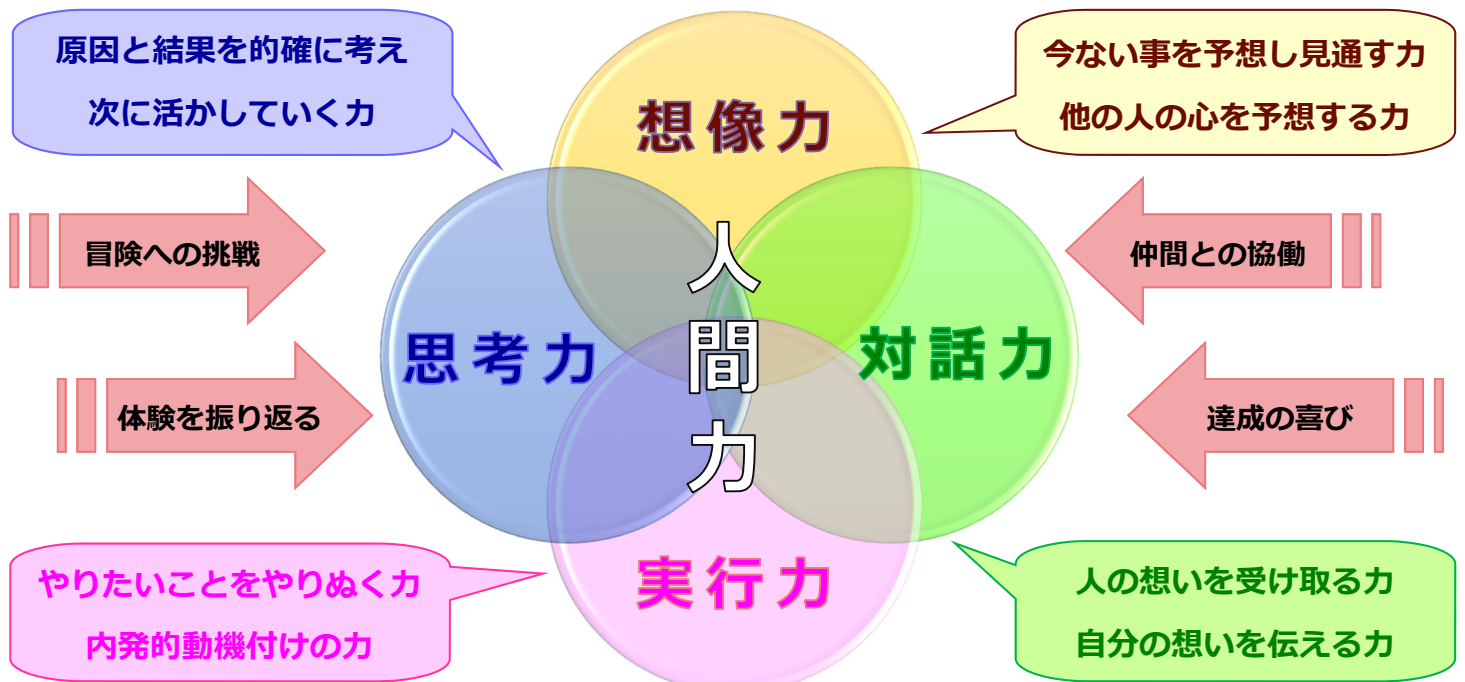 原因と結果を的確に考え
次に活かしていく力
今ない事を予想し見通す力
他の人の心を予想する力
想像力
冒険への挑戦
仲間との協働
人間力
思考力
対話力
体験を振り返る
達成の喜び
実行力
やりたいことをやりぬく力
内発的動機付けの力
人の想いを受け取る力
自分の想いを伝える力